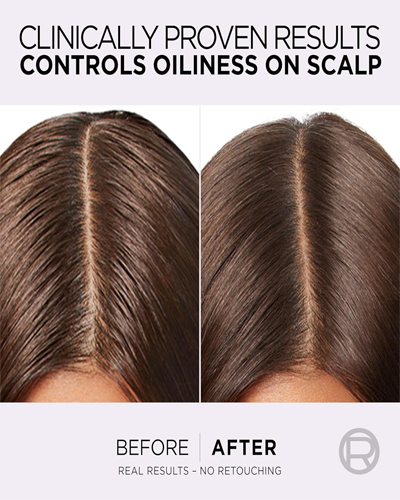 CLINICALLY PROVEN RESULTS
CONTROLS OILINESS ON SCALP
BEFORE AFTER
REAL RESULTS - NO RETOUCHING
R